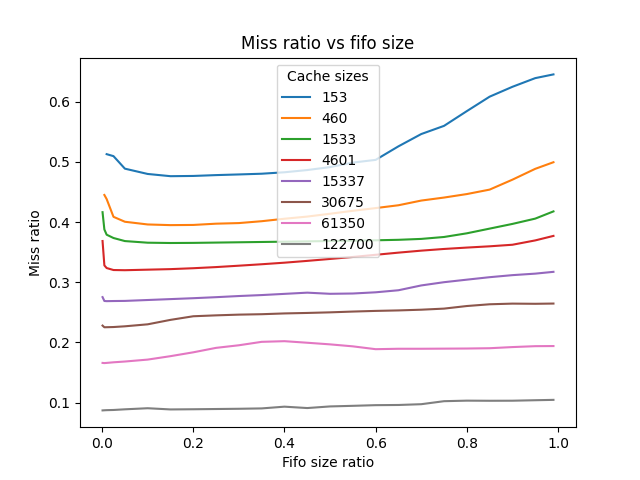 Miss ratio vs fifo size
Cache sizes
153
460
1533
4601
15337
30675
61350
122700
0.6
0.5
0.4
0.3
0.2
0.1
Miss ratio
0.0 0.2 0.4 0.6 0.8 1.0
Fifo size ratio